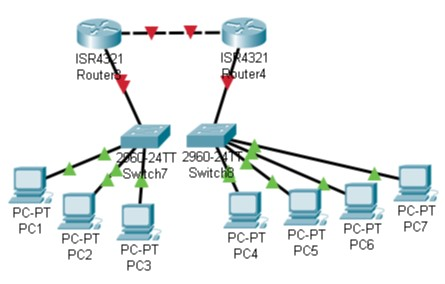 ISR4321
Router3
ISR4321
Router4
2960-24TT
Switch7
2960-24TT
Switch8
PC-PT
PC1
PC-PT
PC2
PC-PT
PC3
PC-PT
PC4
PC-PT
PC5
PC-PT
PC6
PC-PT
PC7